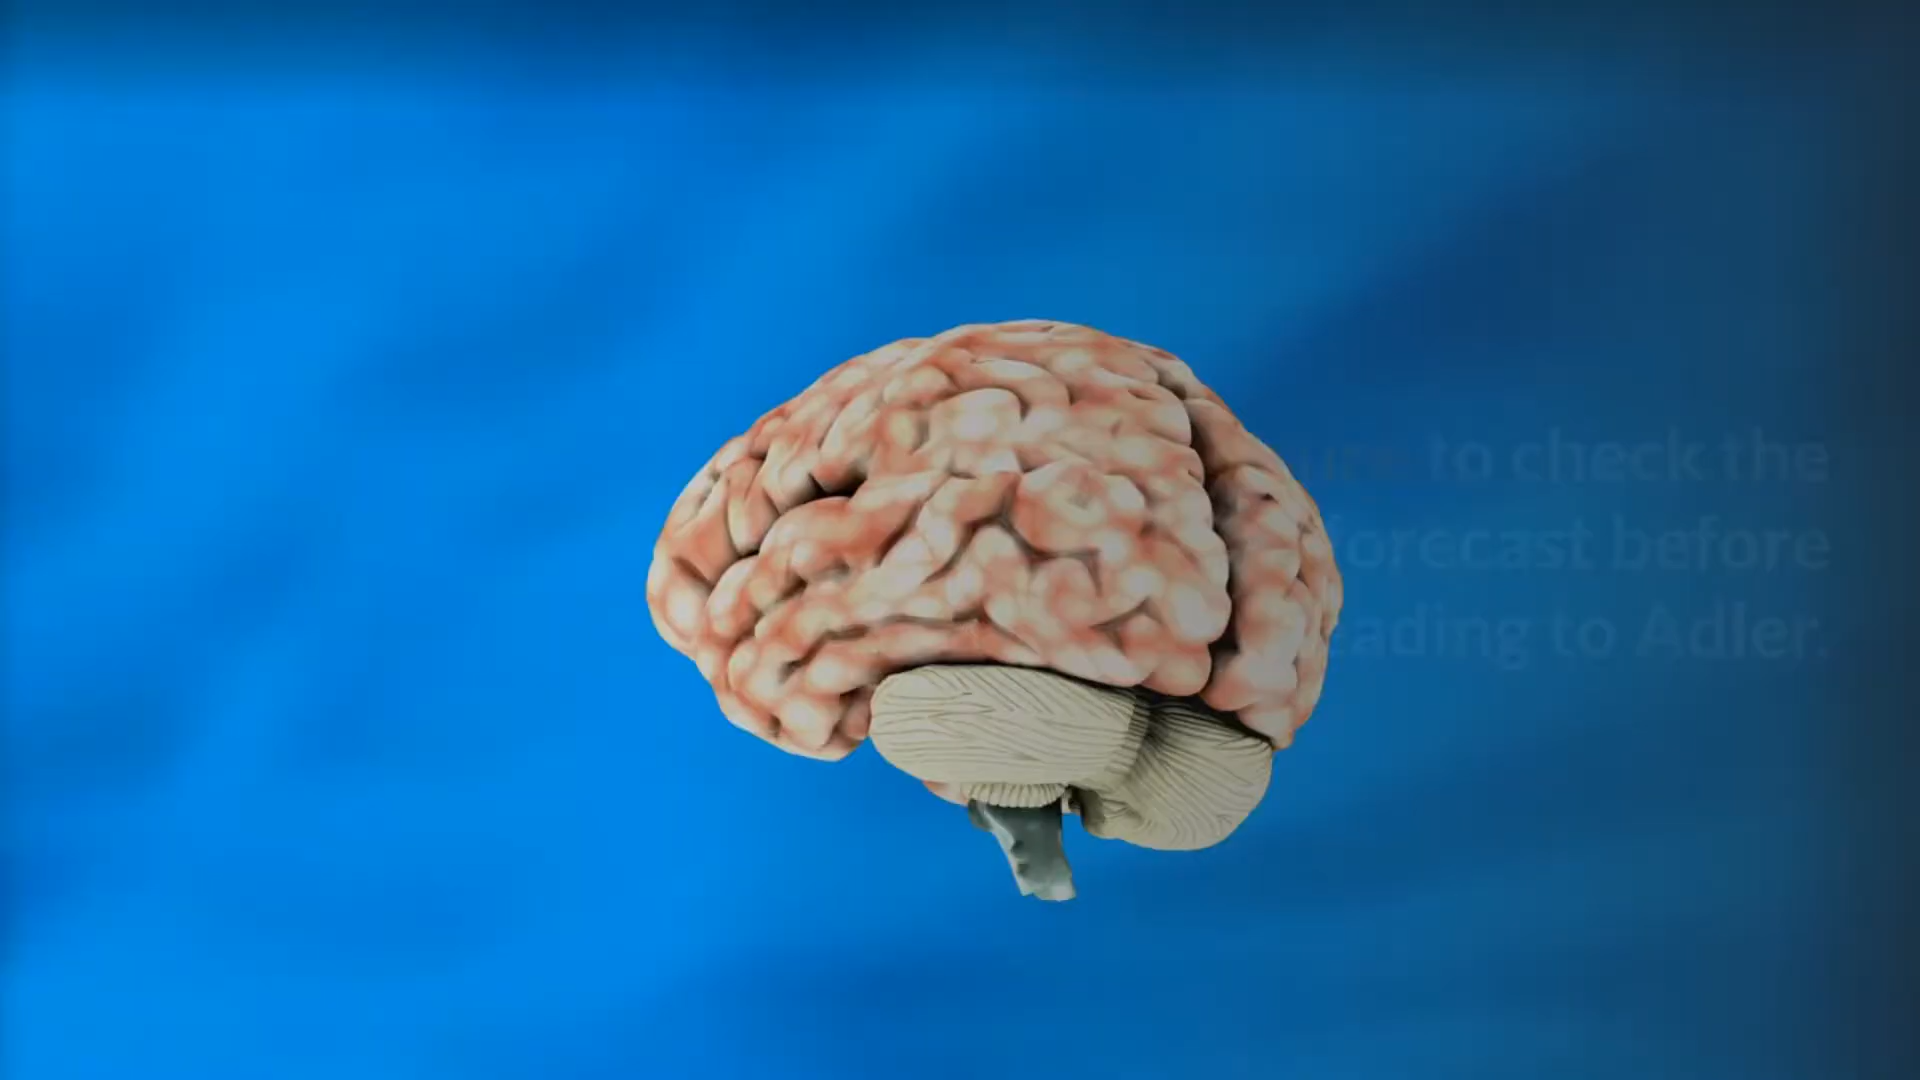 to check the
forecast before
to Adler.